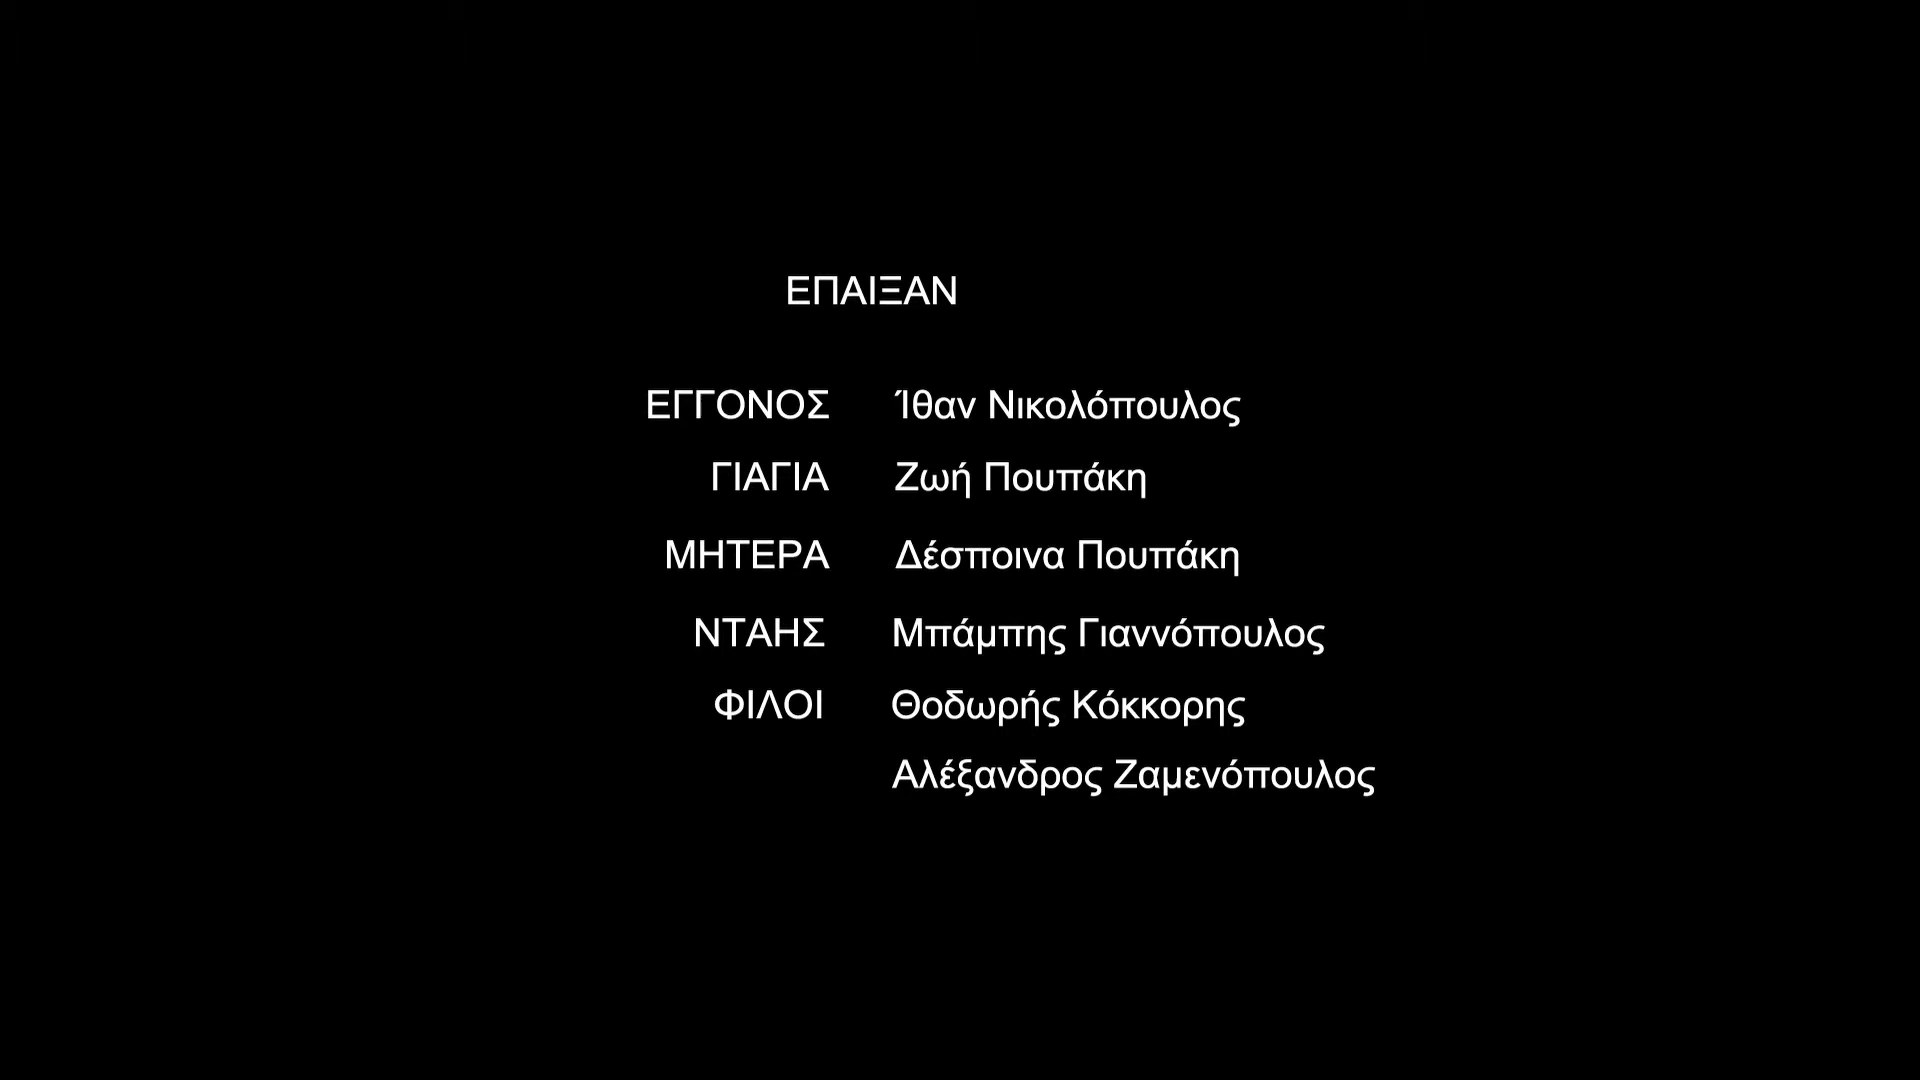 ΕΠΑΙΞΑΝ
ΕΓΓΟΝΟΣ Ίθαν Νικολόπουλος
ΓΙΑΓΙΑ Ζωή Πουπάκη
ΜΗΤΕΡΑ Δέσποινα Πουπάκη
ΝΤΑΗΣ Μπάμπης Γιαννόπουλος
ΦΙΛΟΙ Θοδωρής Κόκκορης
Αλέξανδρος Ζαμενόπουλος